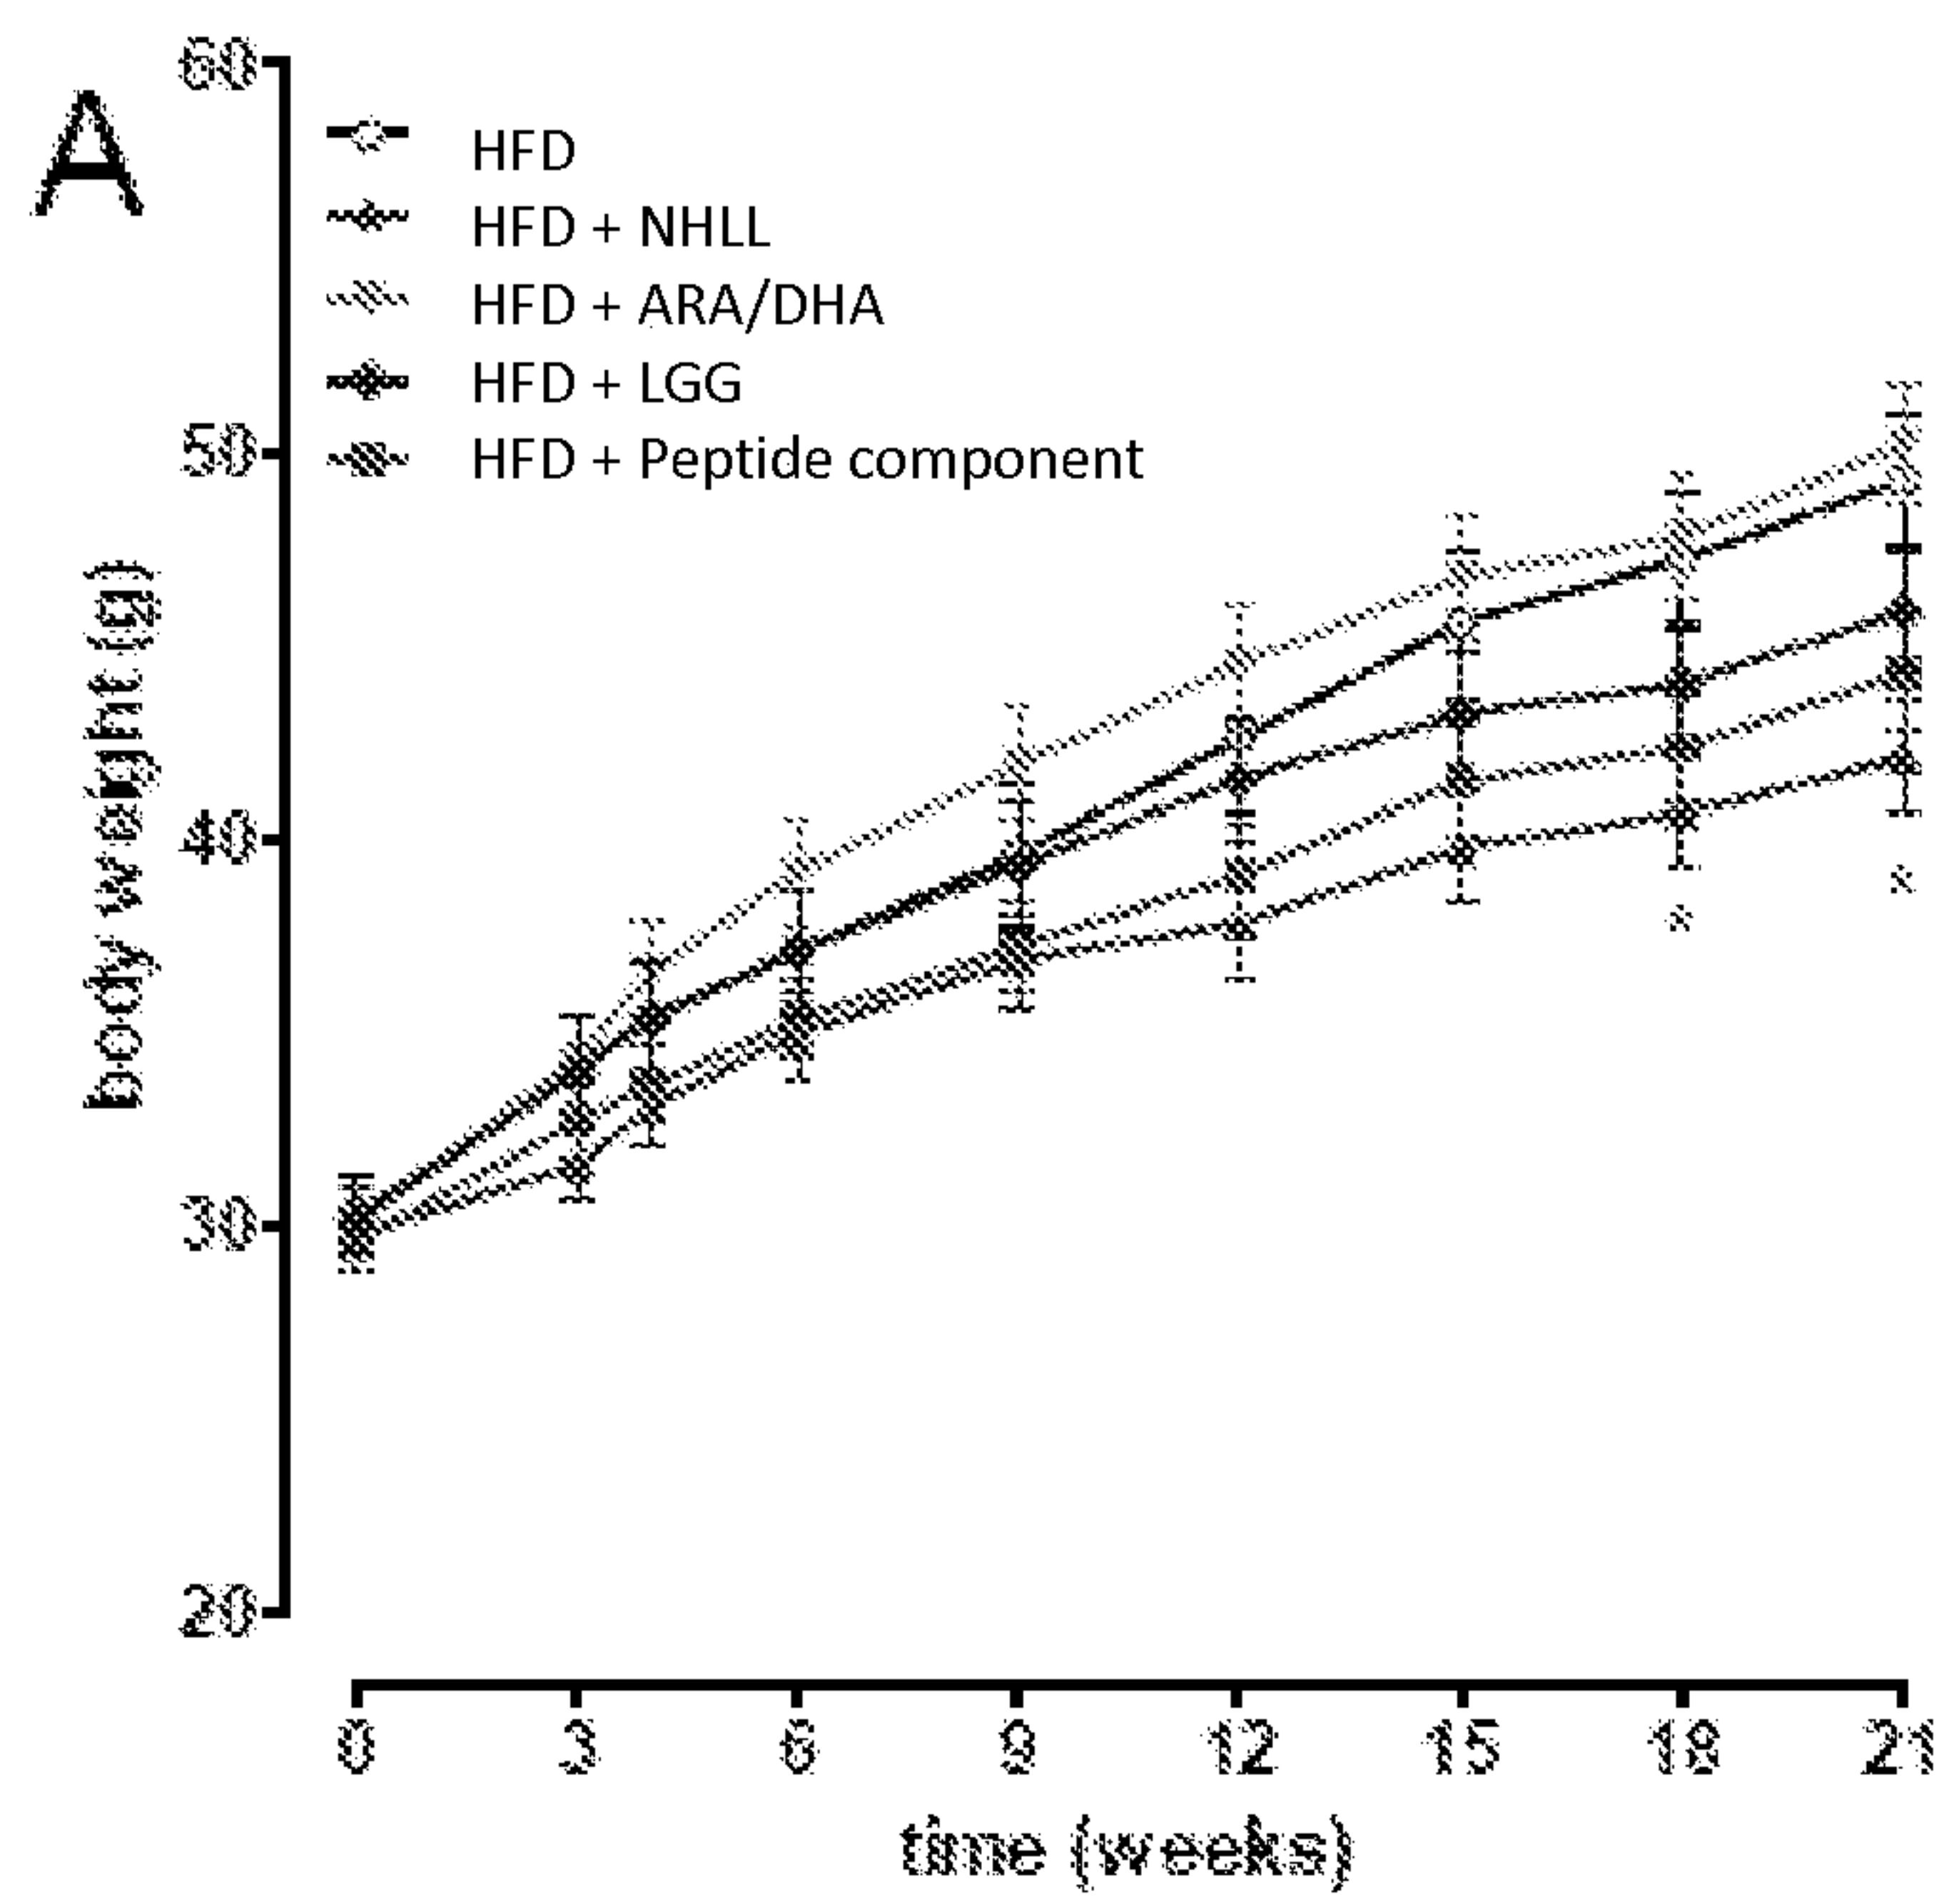 A
60
HFD
HFD + NHLL
HFD + ARA/DHA
HFD + LGG
HFD + Peptide component
50
40
30
20
body weight (g)
0 3 6 9 12 15 18 21
time (weeks)